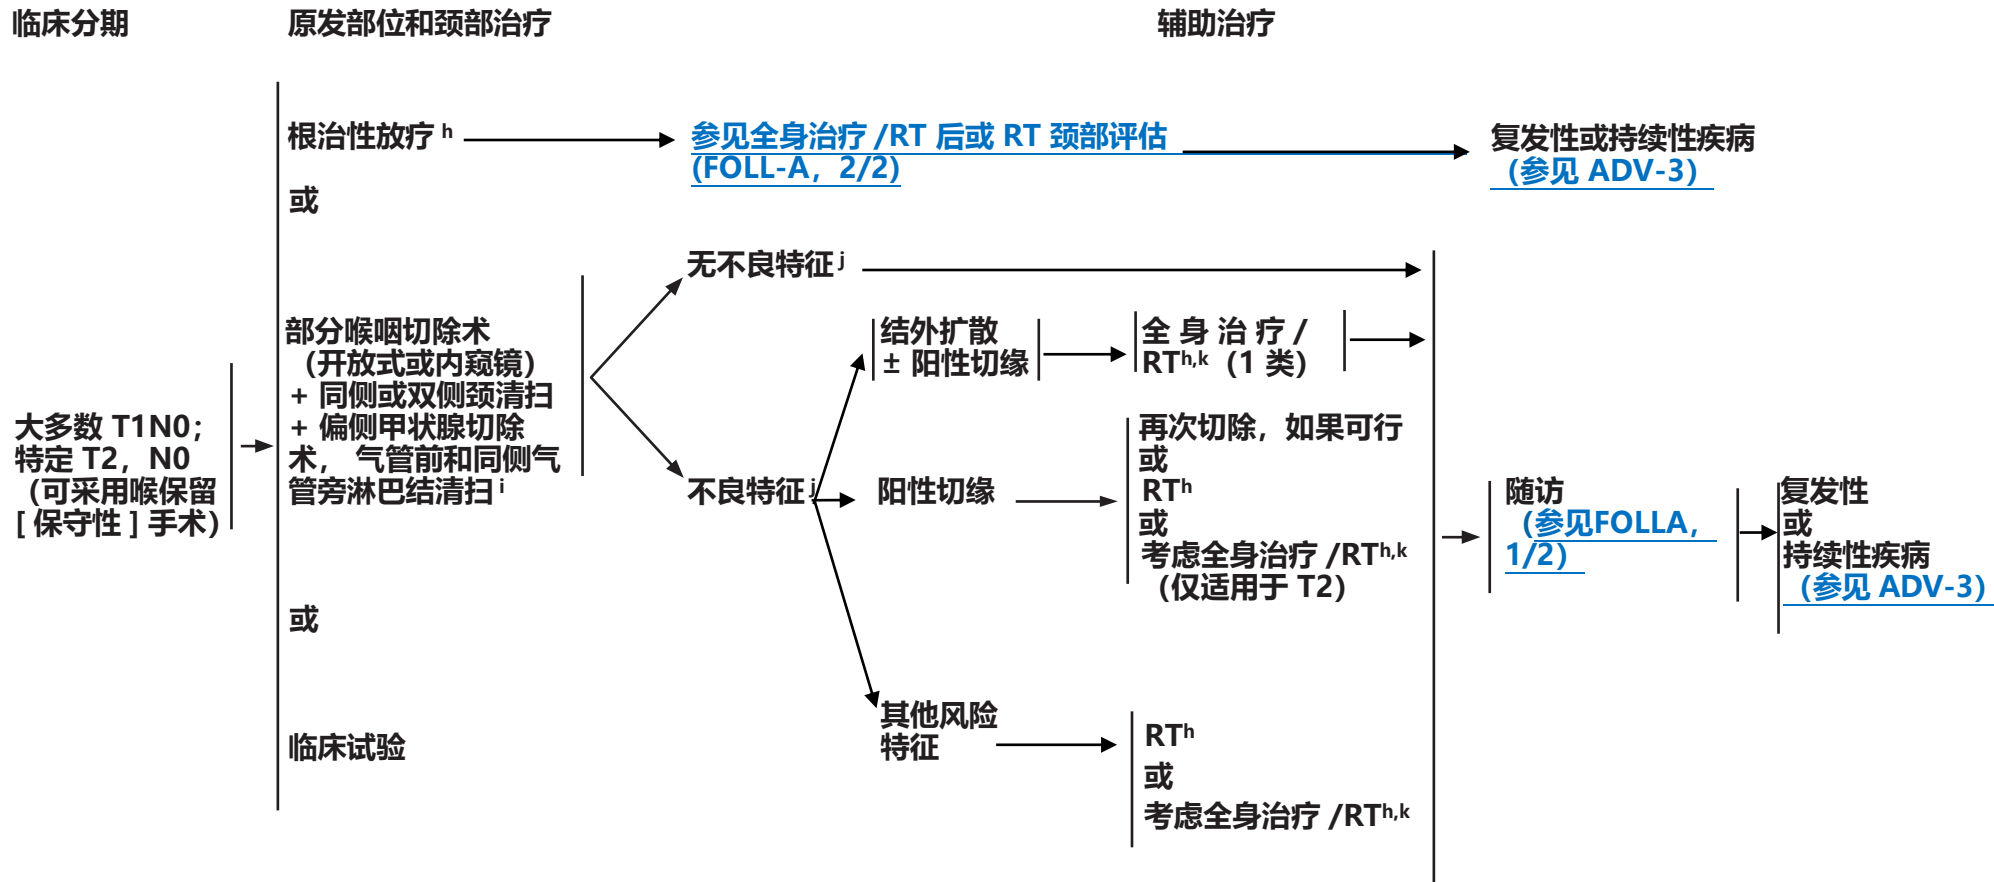 临床分期
原发部位和颈部治疗
辅助治疗
根治性放疗 h
参见全身治疗 /RT 后或 RT 颈部评估
(FOLL-A，2/2)
复发性或持续性疾病
（参见 ADV-3）
或
无不良特征 j
部分喉咽切除术
（开放式或内窥镜）
+ 同侧或双侧颈清扫
+ 偏侧甲状腺切除
术， 气管前和同侧气
管旁淋巴结清扫 i
结外扩散
± 阳性切缘
全 身 治 疗 /
RTh,k（1 类）
大多数 T1N0；
特定 T2，N0
（可采用喉保留
[ 保守性 ] 手术）
不良特征 j
阳性切缘
再次切除，如果可行
或
RTh
或
考虑全身治疗 /RTh,k
（仅适用于 T2）
随访
（参见FOLLA，
1/2）
复发性
或
持续性疾病
（参见 ADV-3）
或
临床试验
其他风险
特征
RTh
或
考虑全身治疗 /RTh,k